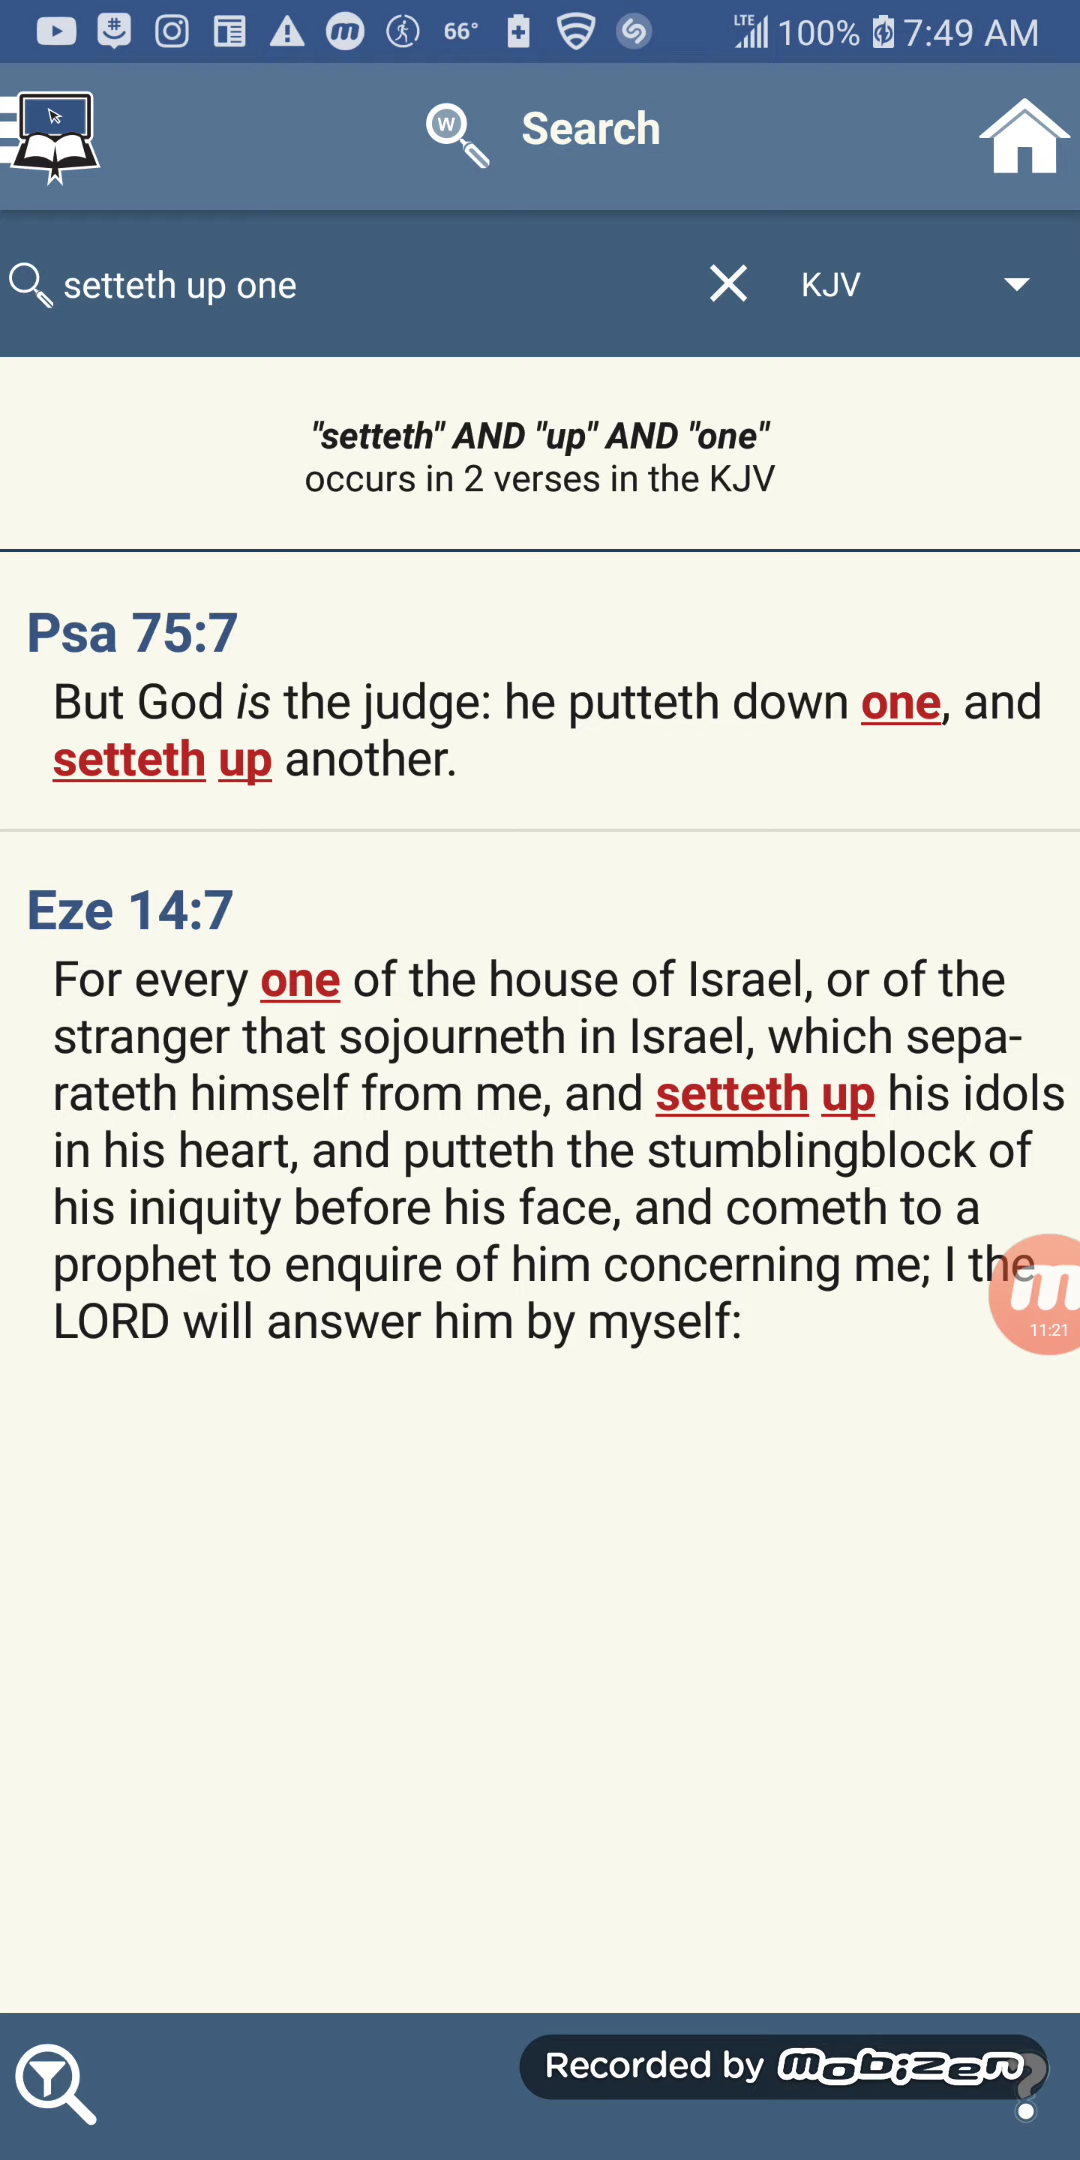 66° LTE 100% 7:49 AM
W Search
setteth up one KJV
"setteth" AND "up" AND "one"
occurs in 2 verses in the KJV
Psa 75:7
But God is the judge: he putteth down one, and
setteth up another.
Eze 14:7
For every one of the house of Israel, or of the
stranger that sojourneth in Israel, which sepa-
rateth himself from me, and setteth up his idols
in his heart, and putteth the stumblingblock of
his iniquity before his face, and cometh to a
prophet to enquire of him concerning me; I the
LORD will answer him by myself:
m
11:21
Recorded by mobizen
?